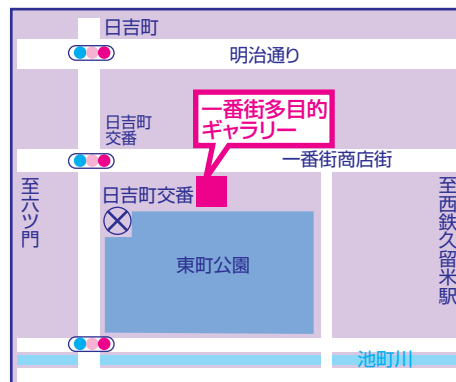 日吉町
明治通り
一番街多目的
ギャラリー
日吉町
交番
一番街商店街
至六ツ門
日吉町交番
至西鉄久留米駅
東町公園
池町川